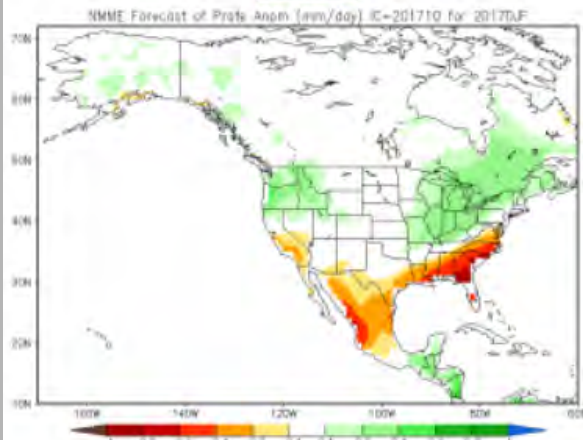 NMME Forecast of Prate Anom (mm/day) IC=201710 for 2017DJF
70N
60N
50N
40N
30N
20N
10N
160W 140W 120W 100W 80W 60W